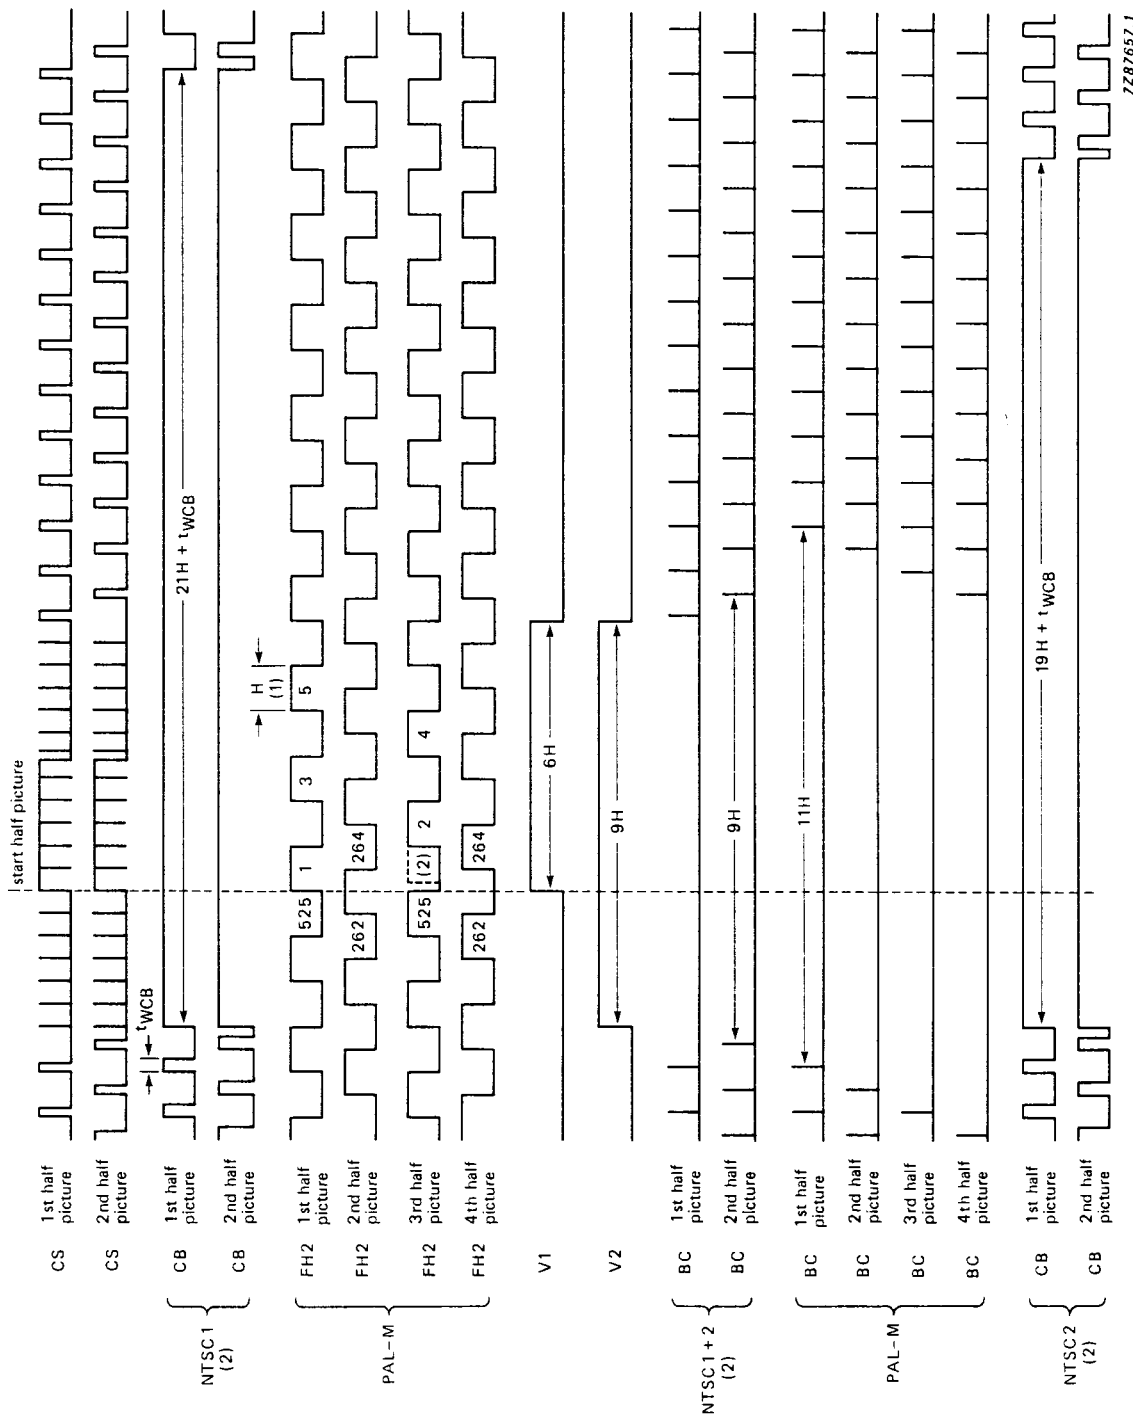 start half picture
CS
1st half
picture
CS
2nd half
picture
tWCB
NTSC 1
(2)
CB
1st half
picture
21H + tWCB
CB
2nd half
picture
H
(1)
PAL-M
FH2
1st half
picture
525
1
3
5
FH2
2nd half
picture
262
264
FH2
3rd half
picture
525
(2)
2
4
FH2
4th half
picture
262
264
V1
6H
V2
9H
NTSC 1 + 2
(2)
BC
1st half
picture
BC
2nd half
picture
9H
PAL-M
BC
1st half
picture
11H
BC
2nd half
picture
BC
3rd half
picture
BC
4th half
picture
NTSC 2
(2)
CB
1st half
picture
19H + tWCB
CB
2nd half
picture
7Z87657.1